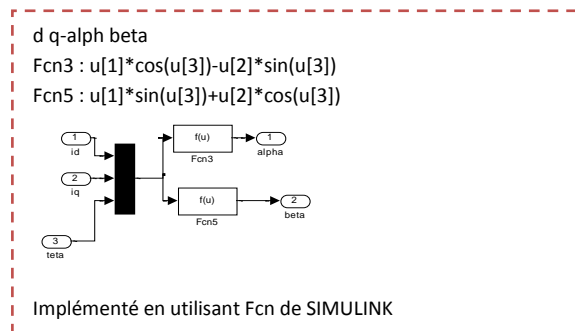 d q-alph beta
Fcn3 : u[1]*cos(u[3])-u[2]*sin(u[3])
Fcn5 : u[1]*sin(u[3])+u[2]*cos(u[3])
1
id
2
iq
3
teta
f(u)
Fcn3
1
alpha
f(u)
Fcn5
2
beta
Implémenté en utilisant Fcn de SIMULINK